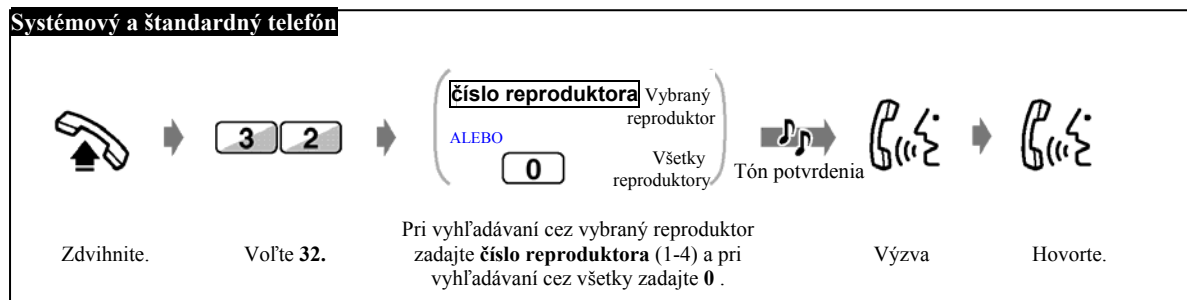 Systémový a štandardný telefón
číslo reproduktora Vybraný
reproduktor
ALEBO
0 Všetky
reproduktory
3 2
Tón potvrdenia
Zdvihnite.
Voľte 32.
Pri vyhľadávaní cez vybraný reproduktor
zadajte číslo reproduktora (1-4) a pri
vyhľadávaní cez všetky zadajte 0 .
Výzva
Hovorte.